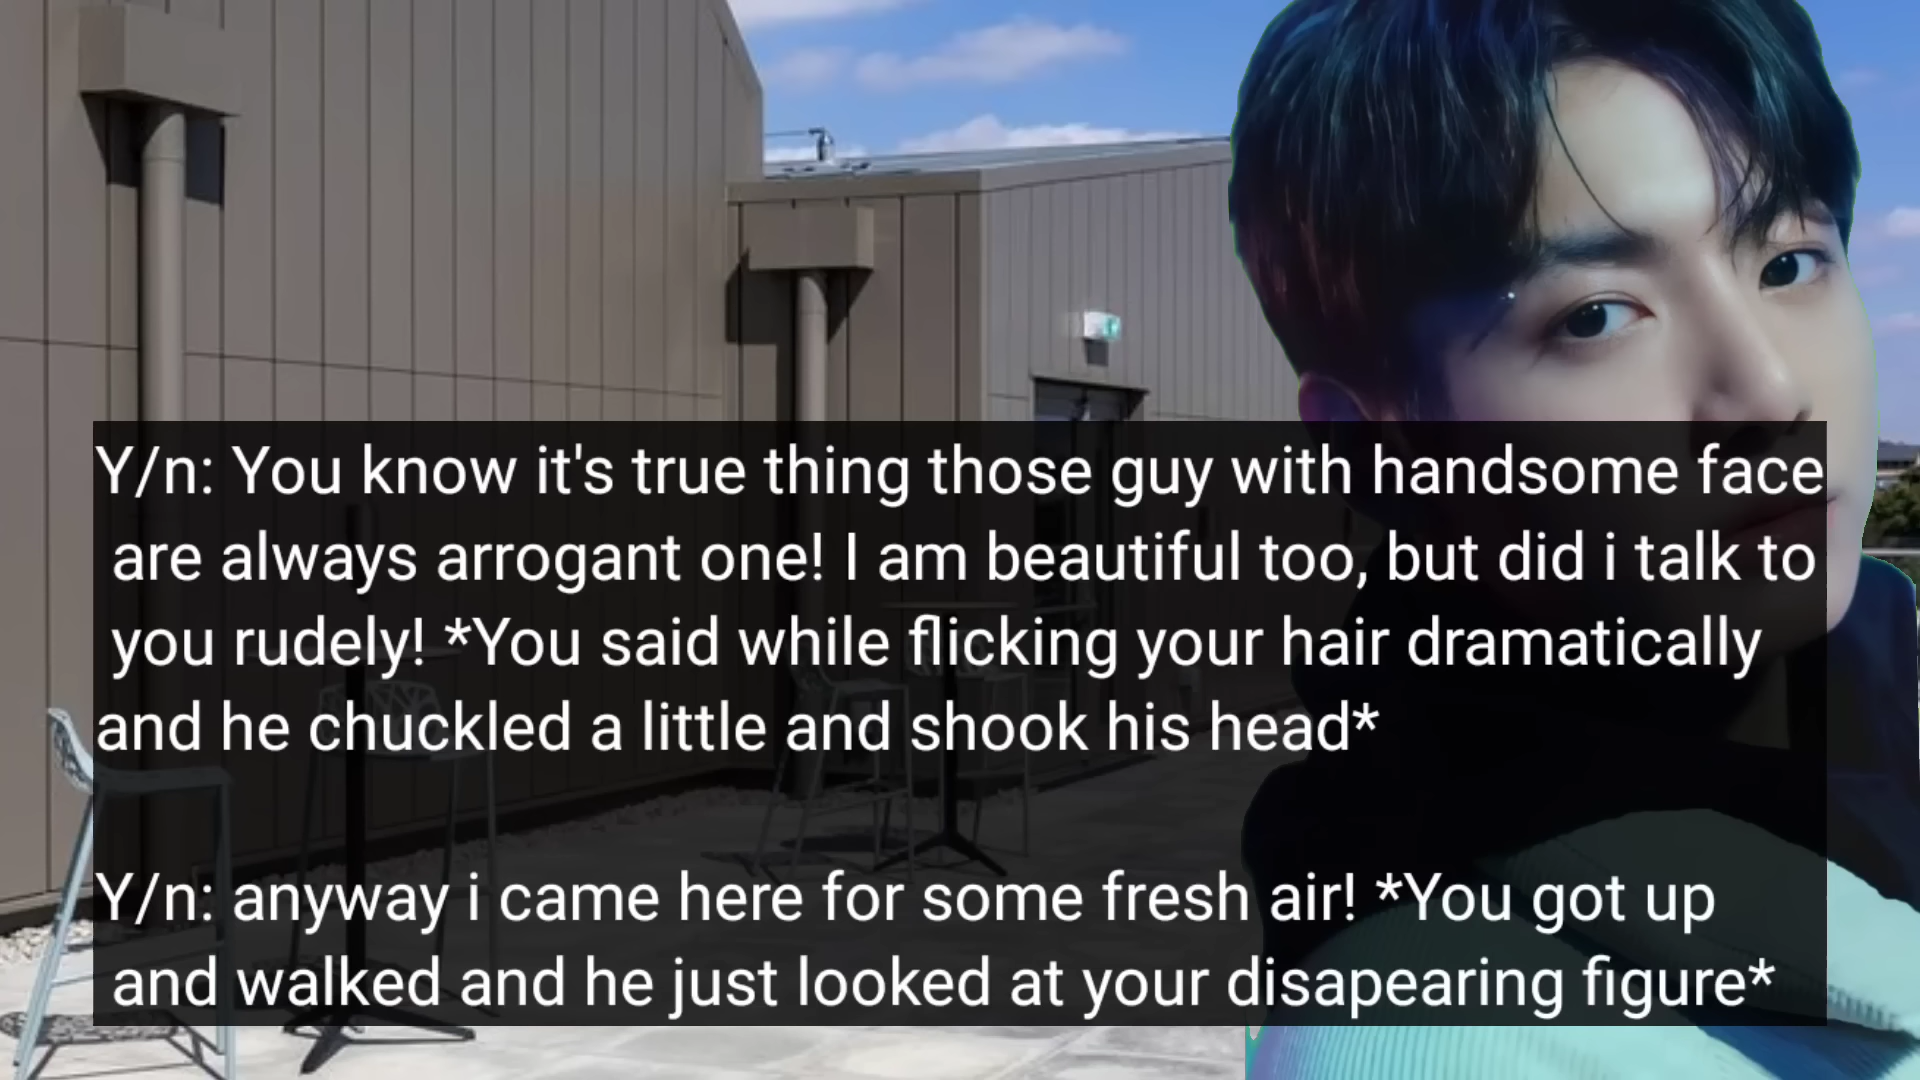 Y/n: You know it's true thing those guy with handsome face
are always arrogant one! I am beautiful too, but did i talk to
you rudely! *You said while flicking your hair dramatically
and he chuckled a little and shook his head*
Y/n: anyway i came here for some fresh air! *You got up
and walked and he just looked at your disapearing figure*